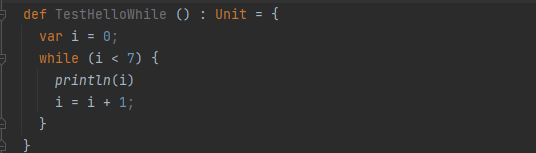 def TestHelloWhile () : Unit = {
  var i = 0;
  while (i < 7) {
    println(i)
    i = i + 1;
  }
}